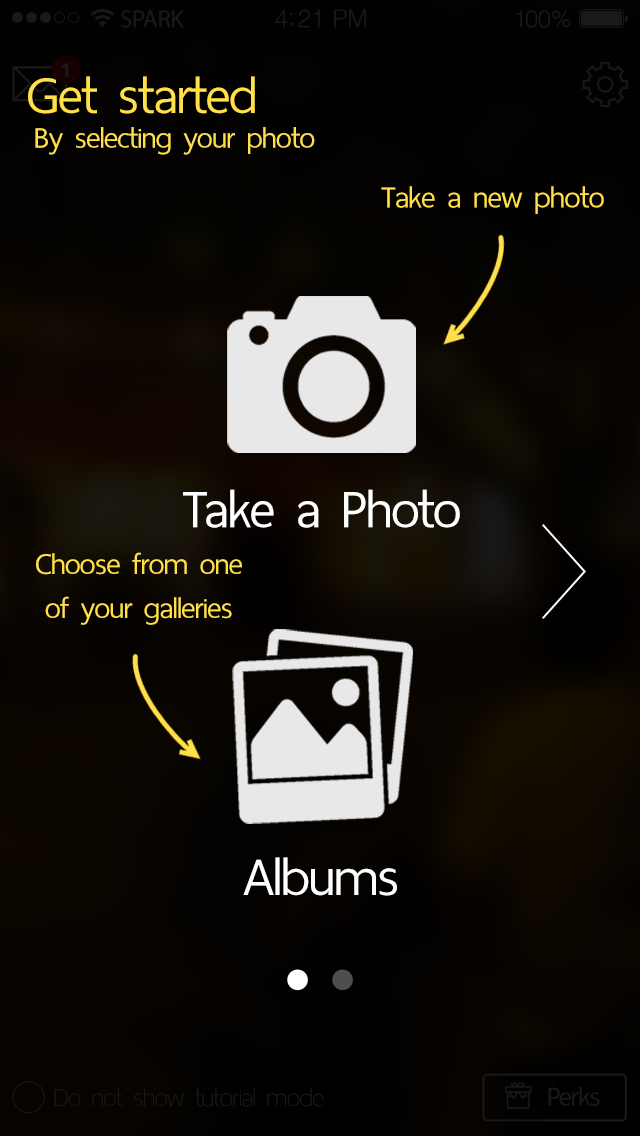 SPARK 4:21 PM 100%
1
Get started
By selecting your photo
Take a new photo
Take a Photo
Choose from one
of your galleries
Albums
Do not show tutorial mode
Perks